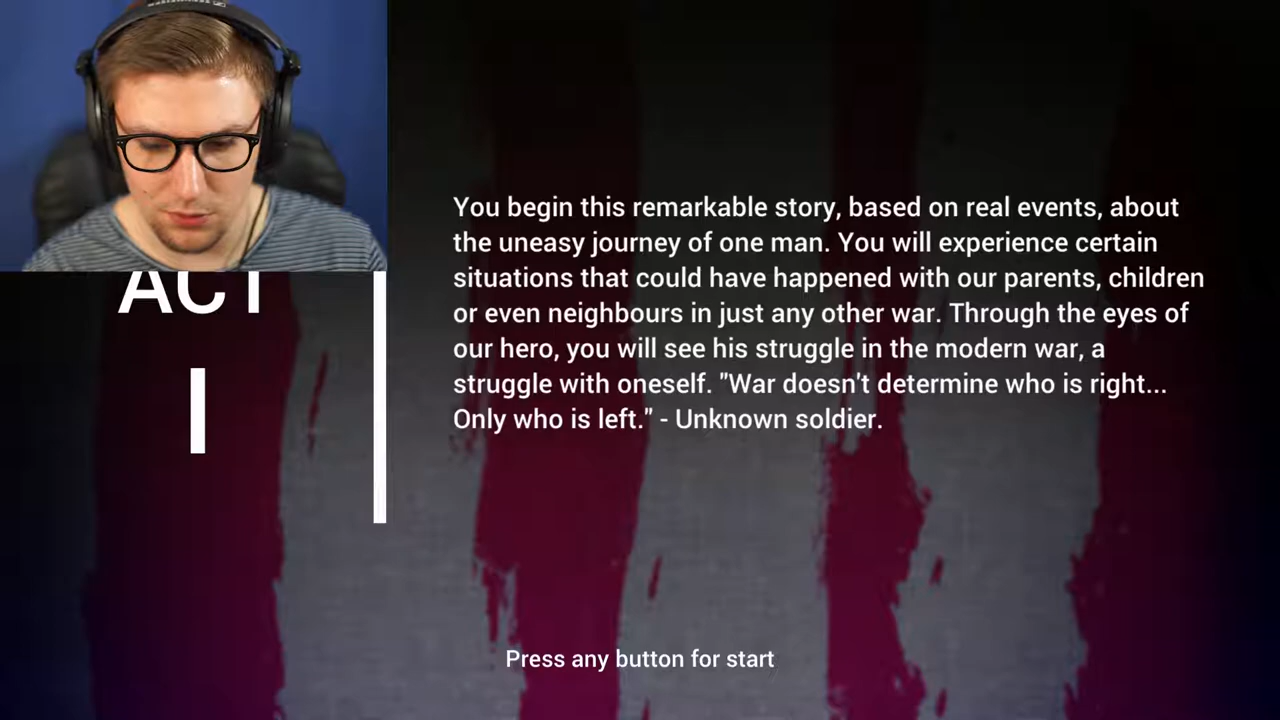 ACT
I
You begin this remarkable story, based on real events, about
the uneasy journey of one man. You will experience certain
situations that could have happened with our parents, children
or even neighbours in just any other war. Through the eyes of
our hero, you will see his struggle in the modern war, a
struggle with oneself. "War doesn't determine who is right...
Only who is left." - Unknown soldier.
Press any button for start